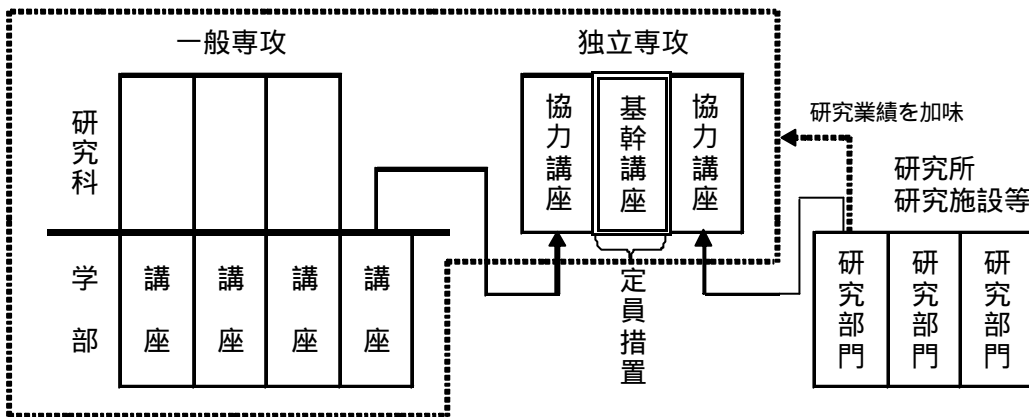 一般専攻
独立専攻
研究科
協力講座
基幹講座
協力講座
研究業績を加味
研究所
研究施設等
学部
講座
講座
講座
講座
定員措置
研究部門
研究部門
研究部門